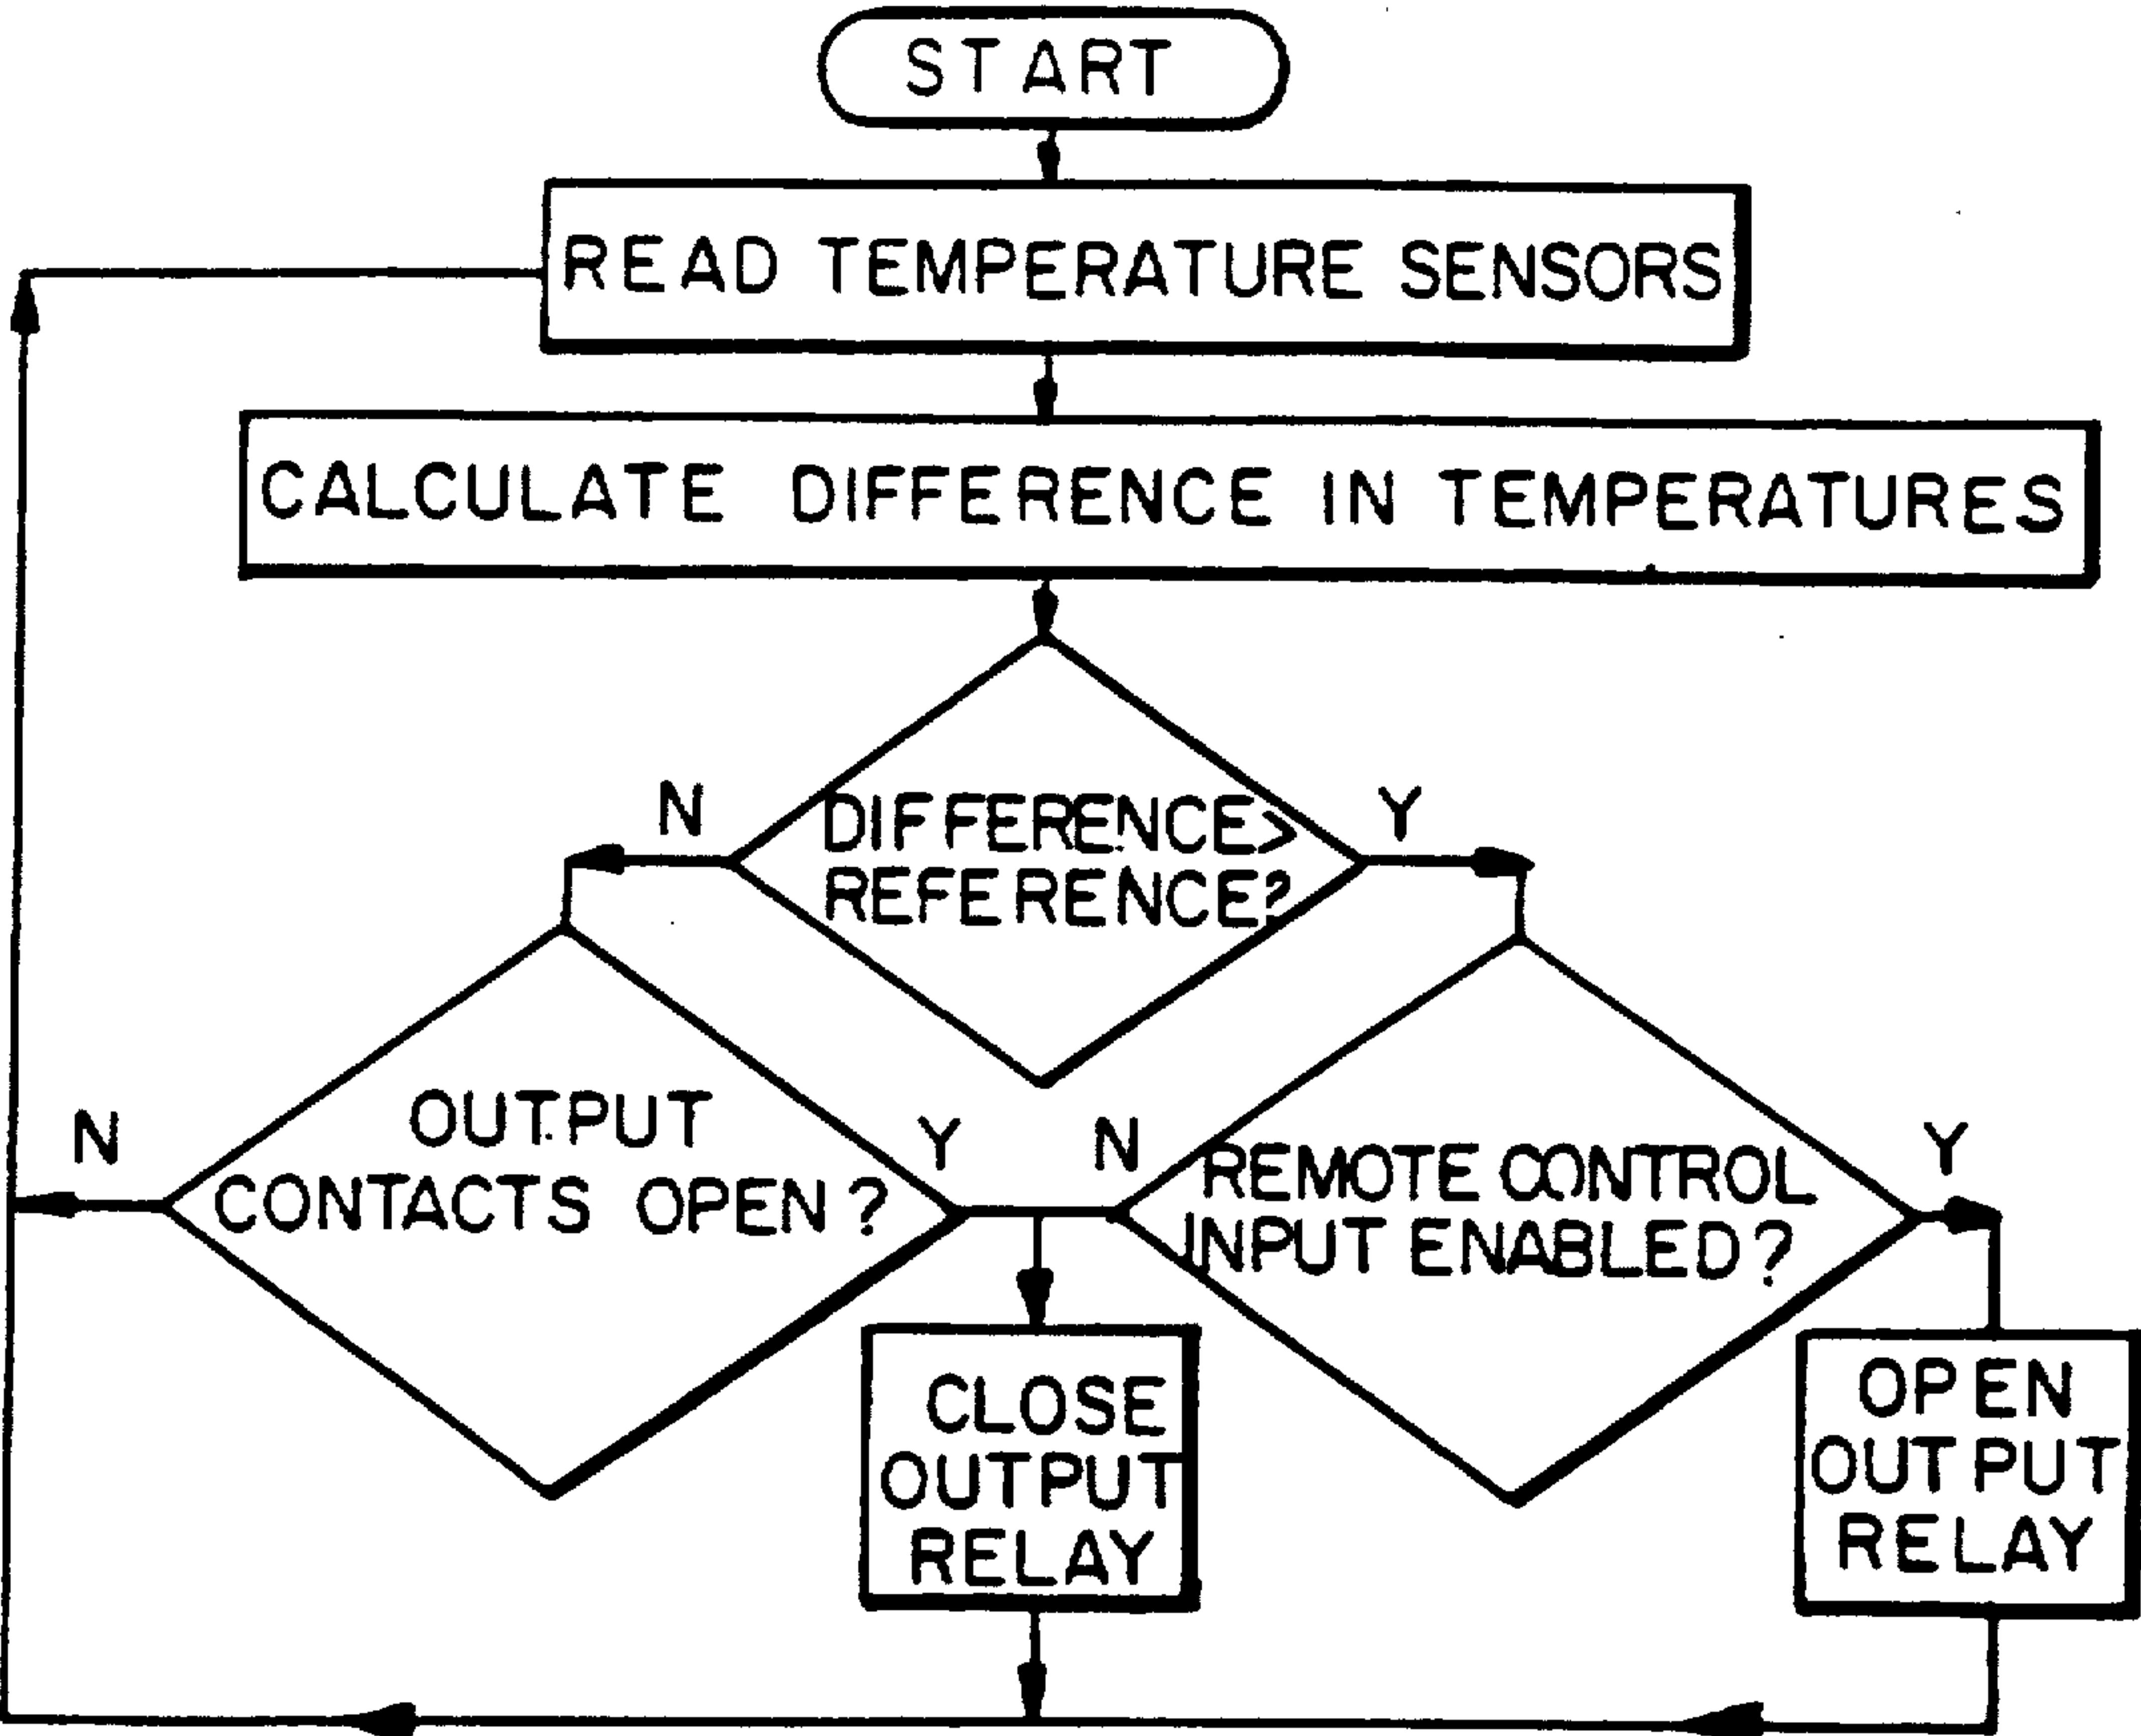 START
READ TEMPERATURE SENSORS
CALCULATE DIFFERENCE IN TEMPERATURES
N
DIFFERENCE>
REFERENCE?
Y
N
OUTPUT
CONTACTS OPEN?
Y
N
REMOTE CONTROL
INPUT ENABLED?
Y
CLOSE
OUTPUT
RELAY
OPEN
OUTPUT
RELAY